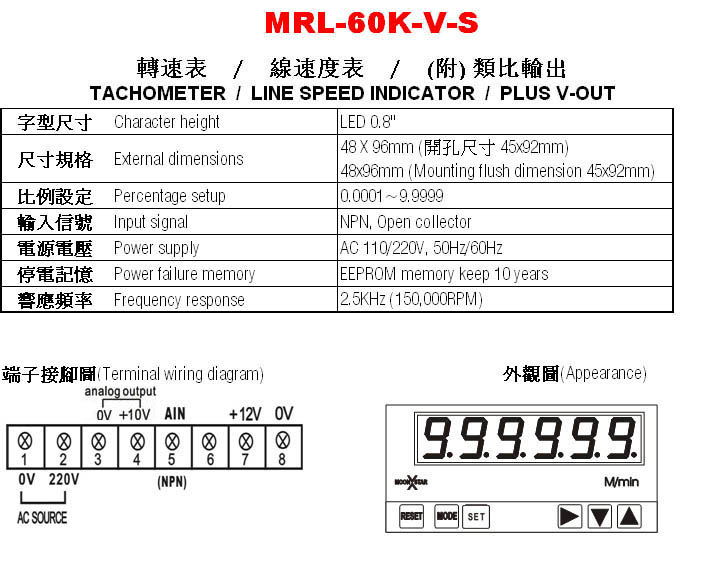 MRL-60K-V-S
轉速表 / 線速度表 / (附) 類比輸出
TACHOMETER / LINE SPEED INDICATOR / PLUS V-OUT
字型尺寸 Character height LED 0.8"
尺寸規格 External dimensions 48 X 96mm (開孔尺寸 45x92mm)
48x96mm (Mounting flush dimension 45x92mm)
比例設定 Percentage setup 0.0001～9.9999
輸入信號 Input signal NPN, Open collector
電源電壓 Power supply AC 110/220V, 50Hz/60Hz
停電記憶 Power failure memory EEPROM memory keep 10 years
響應頻率 Frequency response 2.5KHz (150,000RPM)
端子接腳圖(Terminal wiring diagram)
analog output
0V +10V AIN +12V 0V
1 2 3 4 5 6 7 8
0V 220V (NPN)
AC SOURCE
外觀圖(Appearance)
9.9.9.9.9.9.
MOON STAR M/min
RESET MODE SET